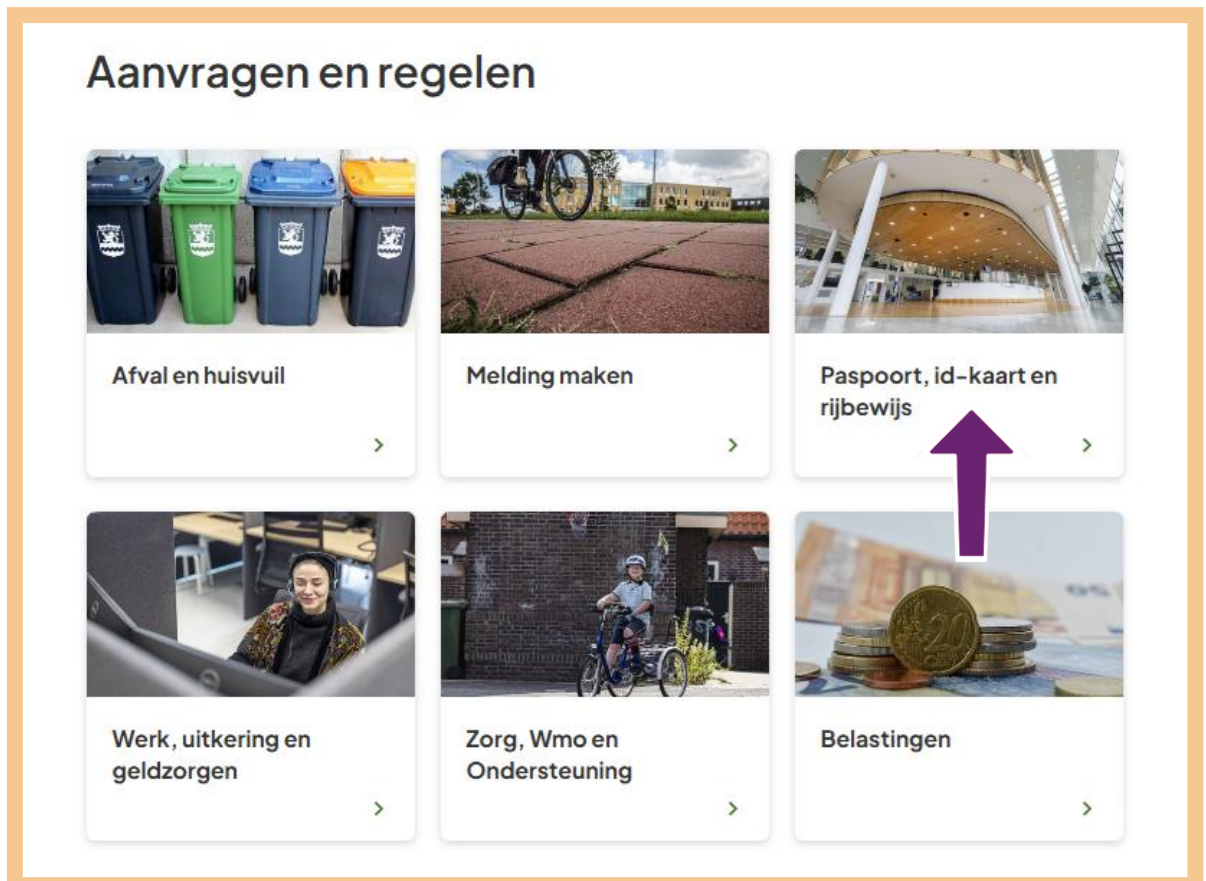 Aanvragen en regelen
Afval en huisvuil
Melding maken
Paspoort, id-kaart en
rijbewijs
Werk, uitkering en
geldzorgen
Zorg, Wmo en
Ondersteuning
Belastingen
20